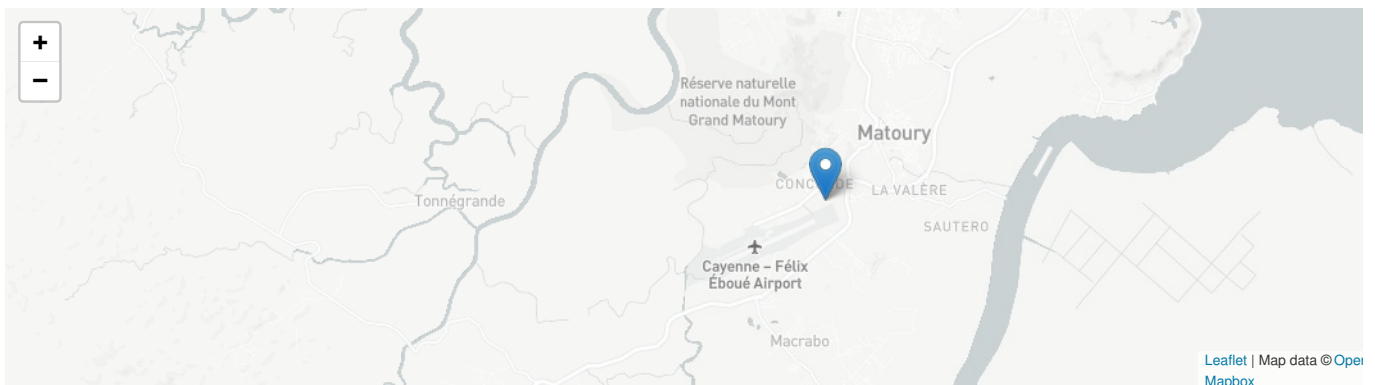 +
−
Réserve naturelle
nationale du Mont
Grand Matoury
Matoury
LA VALÈRE
Tonnégrande
SAUTERO
Cayenne – Félix
Éboué Airport
Macrabo
Leaflet | Map data ©
Mapbox